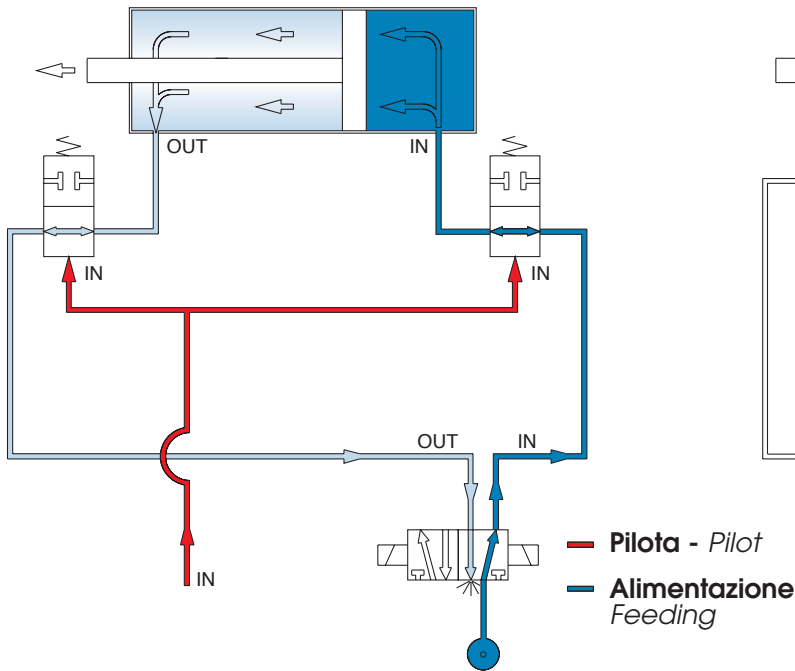 OUT IN
IN IN
OUT IN
IN
Pilota - Pilot
Alimentazione
Feeding